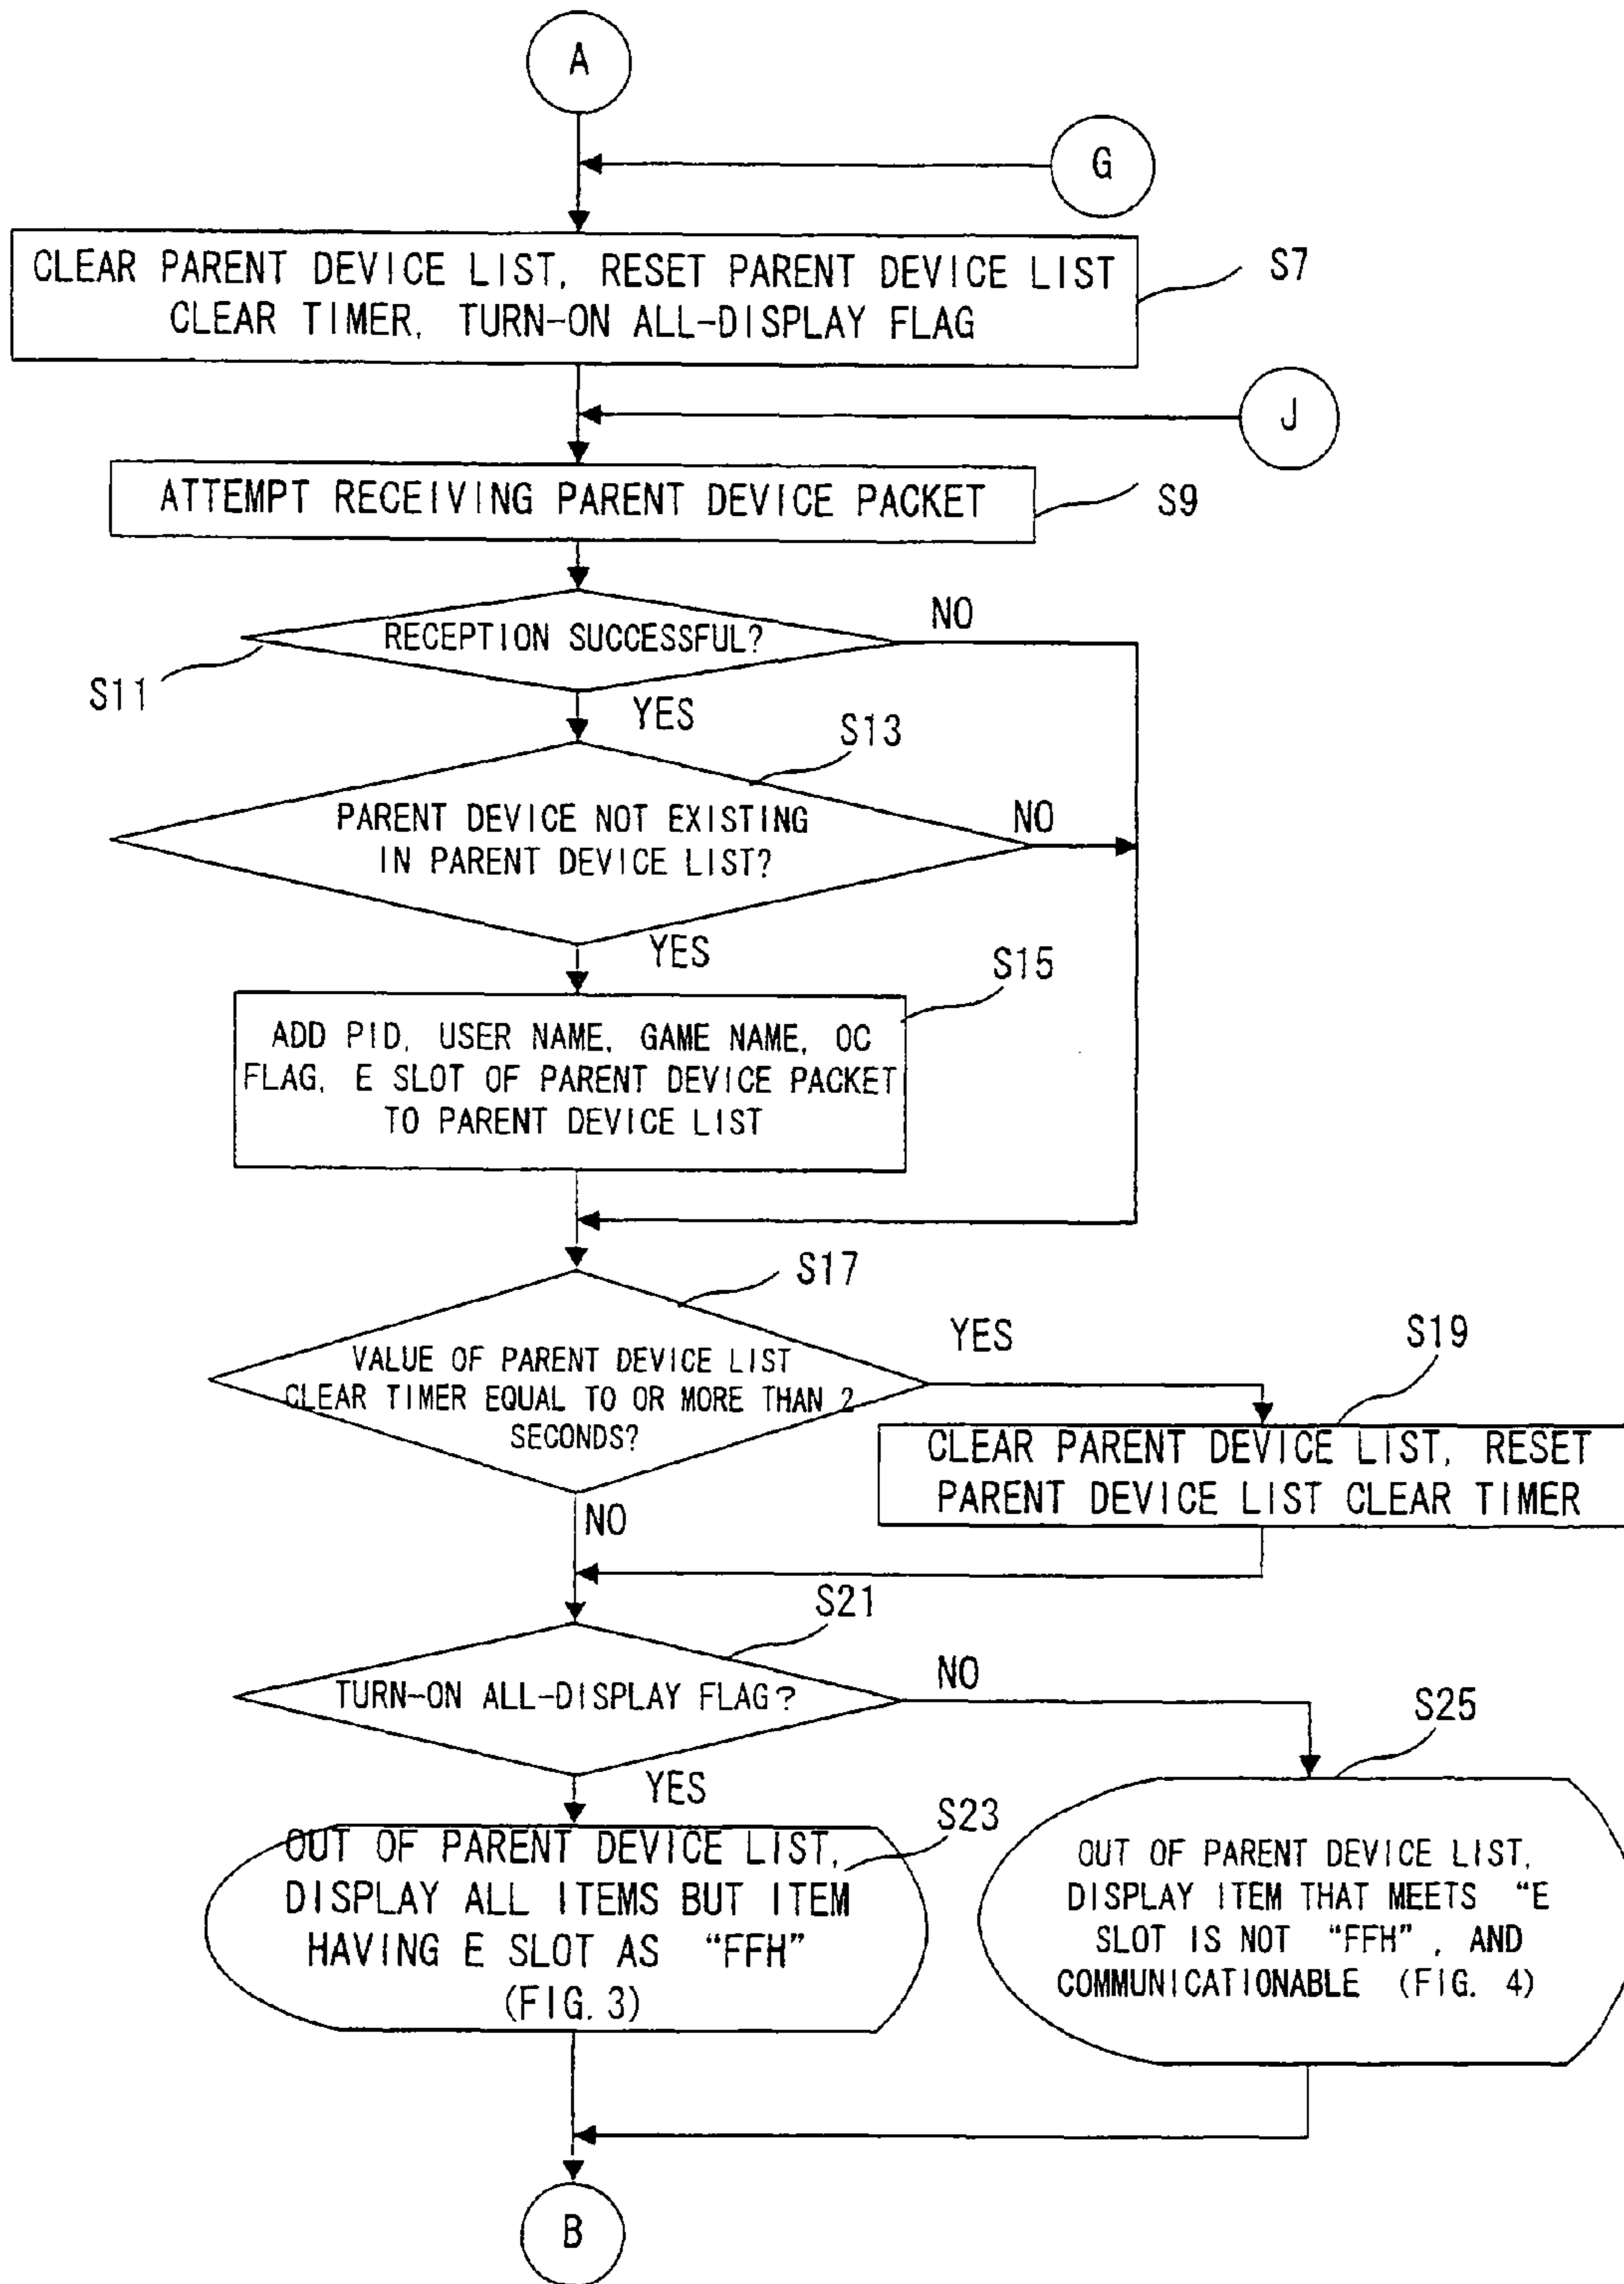 A
G
CLEAR PARENT DEVICE LIST, RESET PARENT DEVICE LIST
CLEAR TIMER, TURN-ON ALL-DISPLAY FLAG
S7
J
ATTEMPT RECEIVING PARENT DEVICE PACKET
S9
RECEPTION SUCCESSFUL?
NO
S11
YES
S13
PARENT DEVICE NOT EXISTING
IN PARENT DEVICE LIST?
NO
YES
S15
ADD PID, USER NAME, GAME NAME, OC
FLAG, E SLOT OF PARENT DEVICE PACKET
TO PARENT DEVICE LIST
S17
VALUE OF PARENT DEVICE LIST
CLEAR TIMER EQUAL TO OR MORE THAN 2
SECONDS?
YES
S19
CLEAR PARENT DEVICE LIST, RESET
PARENT DEVICE LIST CLEAR TIMER
NO
S21
TURN-ON ALL-DISPLAY FLAG?
NO
S25
YES
S23
OUT OF PARENT DEVICE LIST,
DISPLAY ALL ITEMS BUT ITEM
HAVING E SLOT AS "FFH"
(FIG. 3)
OUT OF PARENT DEVICE LIST,
DISPLAY ITEM THAT MEETS "E
SLOT IS NOT "FFH", AND
COMMUNICATIONABLE (FIG. 4)
B